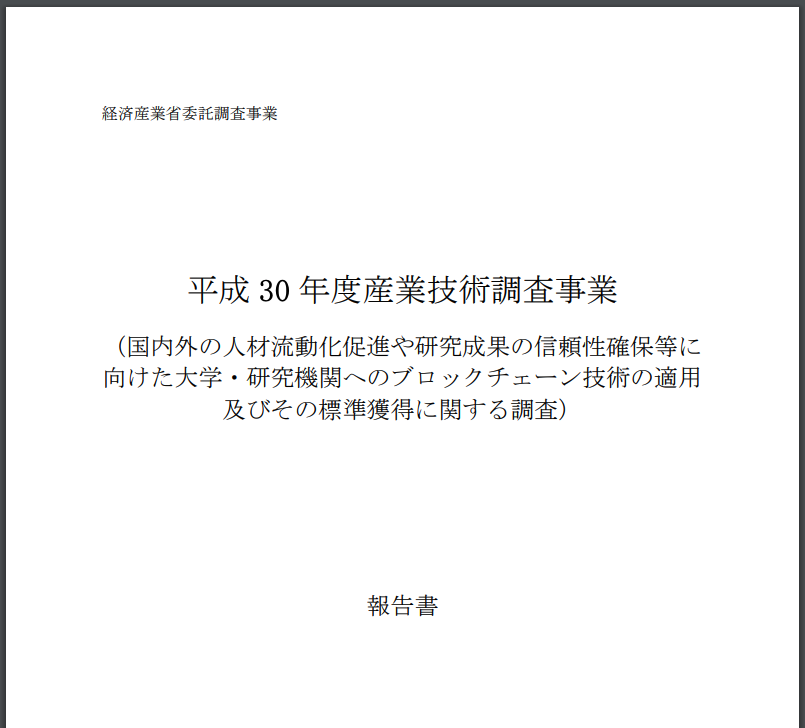 経済産業省委託調査事業
平成 30 年度産業技術調査事業
（国内外の人材流動化促進や研究成果の信頼性確保等に
向けた大学・研究機関へのブロックチェーン技術の適用
及びその標準獲得に関する調査）
報告書